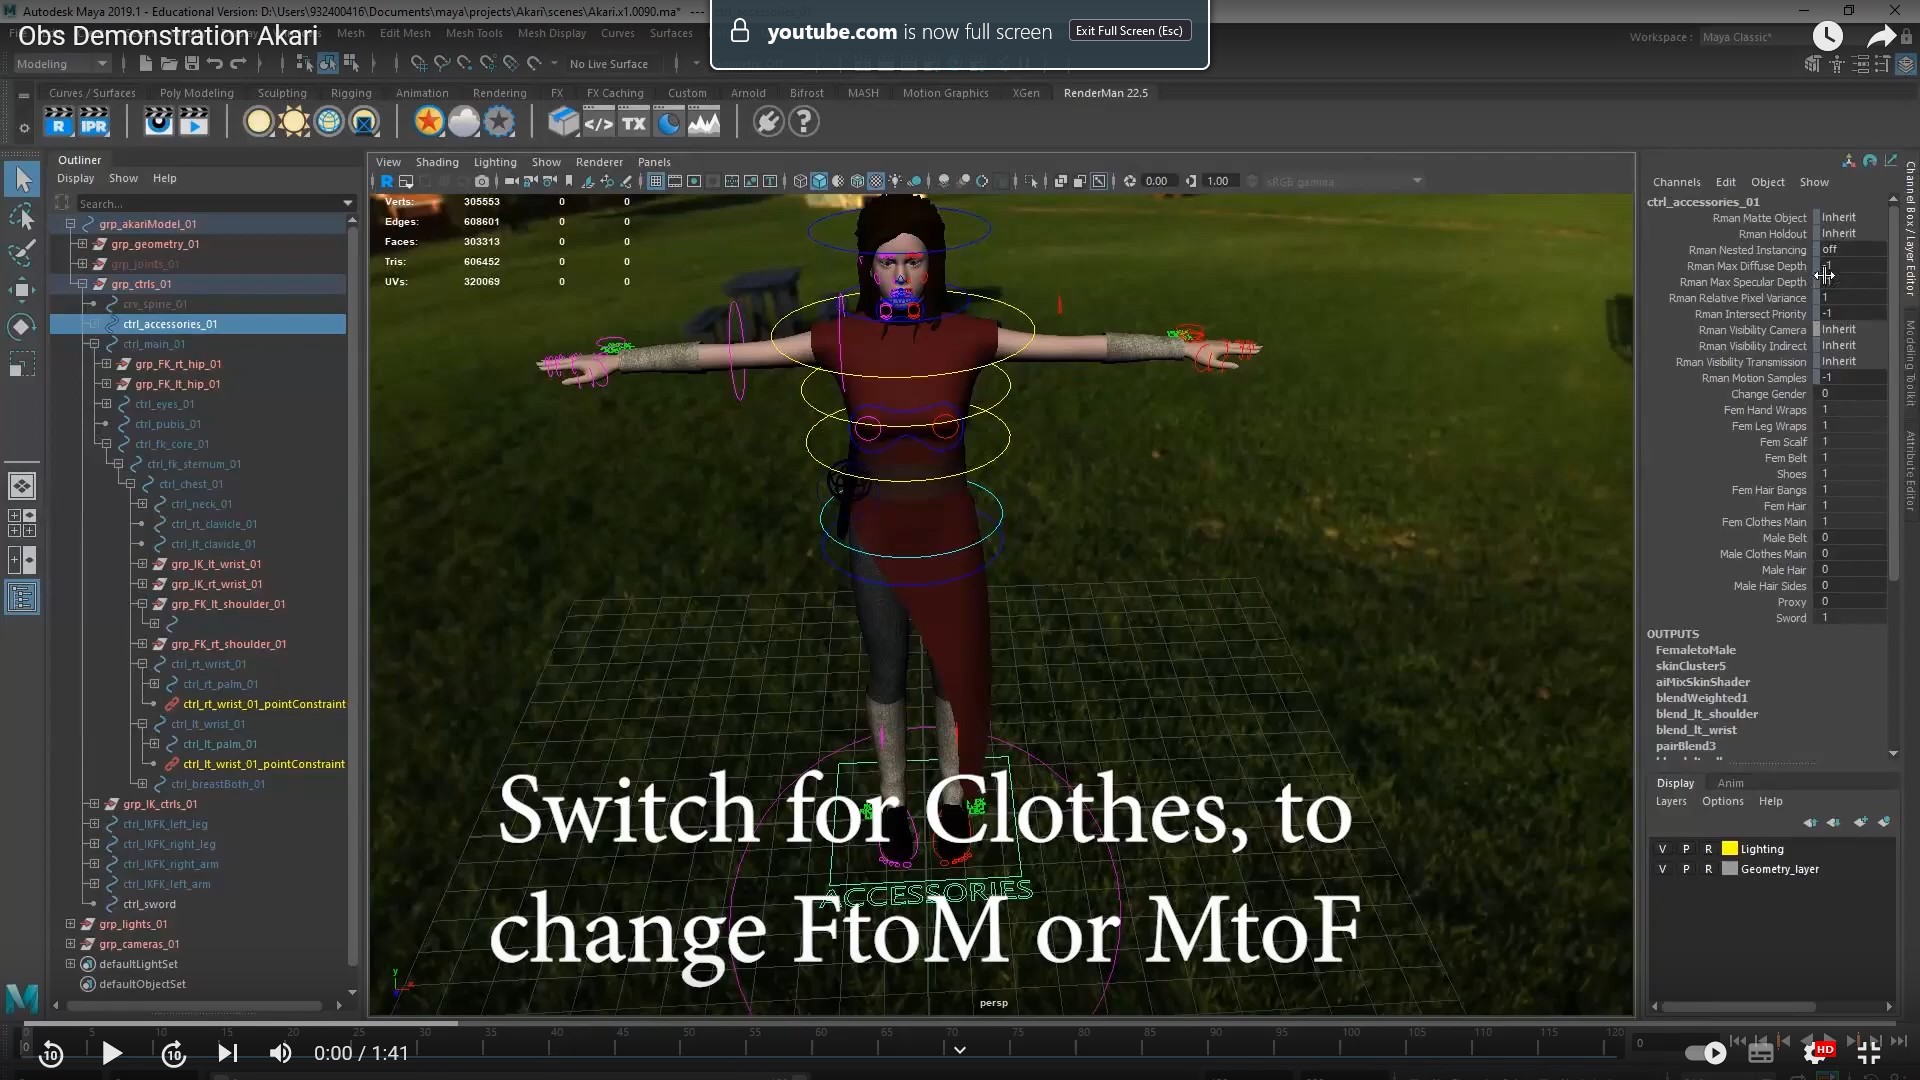 Autodesk Maya 2019.1 - Educational Version: D:\Users\932400416\Documents\maya\projects\Akari\scenes\Akari.x1.0090.ma* ---
Obs Demonstration Akari
youtube.com is now full screen Exit Full Screen (Esc)
Mesh Edit Mesh Mesh Tools Mesh Display Curves Surfaces
Workspace : Maya Classic*
Modeling No Live Surface
Curves / Surfaces Poly Modeling Sculpting Rigging Animation Rendering FX FX Caching Custom Arnold Bifrost MASH Motion Graphics XGen RenderMan 22.5
R IPR </> TX ?
Outliner
Display Show Help
Search...
grp_akariModel_01
grp_geometry_01
grp_joints_01
grp_ctrls_01
crv_spine_01
ctrl_accessories_01
ctrl_main_01
grp_FK_rt_hip_01
grp_FK_lt_hip_01
ctrl_eyes_01
ctrl_pubis_01
ctrl_fk_core_01
ctrl_fk_sternum_01
ctrl_chest_01
ctrl_neck_01
ctrl_rt_clavicle_01
ctrl_lt_clavicle_01
grp_IK_lt_wrist_01
grp_IK_rt_wrist_01
grp_FK_lt_shoulder_01
grp_FK_rt_shoulder_01
ctrl_rt_wrist_01
ctrl_rt_palm_01
ctrl_rt_wrist_01_pointConstraint
ctrl_lt_wrist_01
ctrl_lt_palm_01
ctrl_lt_wrist_01_pointConstraint
ctrl_breastBoth_01
grp_IK_ctrls_01
ctrl_IKFK_left_leg
ctrl_IKFK_right_leg
ctrl_IKFK_right_arm
ctrl_IKFK_left_arm
ctrl_sword
grp_lights_01
grp_cameras_01
defaultLightSet
defaultObjectSet
View Shading Lighting Show Renderer Panels
0.00 1.00 sRGB gamma
Verts: 305553 0 0
Edges: 608601 0 0
Faces: 303313 0 0
Tris: 606452 0 0
UVs: 320069 0 0
Switch for Clothes, to
ACCESSORIES
change FtoM or MtoF
persp
Channels Edit Object Show
ctrl_accessories_01
Rman Matte Object Inherit
Rman Holdout Inherit
Rman Nested Instancing off
Rman Max Diffuse Depth -1
Rman Max Specular Depth
Rman Relative Pixel Variance 1
Rman Intersect Priority -1
Rman Visibility Camera Inherit
Rman Visibility Indirect Inherit
Rman Visibility Transmission Inherit
Rman Motion Samples -1
Change Gender 0
Fem Hand Wraps 1
Fem Leg Wraps 1
Fem Scalf 1
Fem Belt 1
Shoes 1
Fem Hair Bangs 1
Fem Hair 1
Fem Clothes Main 1
Male Belt 0
Male Clothes Main 0
Male Hair 0
Male Hair Sides 0
Proxy 0
Sword 1
OUTPUTS
FemaletoMale
skinCluster5
aiMixSkinShader
blendWeighted1
blend_lt_shoulder
blend_lt_wrist
pairBlend3
Display Anim
Layers Options Help
V P R Lighting
V P R Geometry_layer
Channel Box / Layer Editor
Modeling Toolkit
Attribute Editor
0 5 10 15 20 25 30 35 40 45 50 55 60 65 70 75 80 85 90 95 100 105 110 115 120
10 10 0:00 / 1:41 0 HD